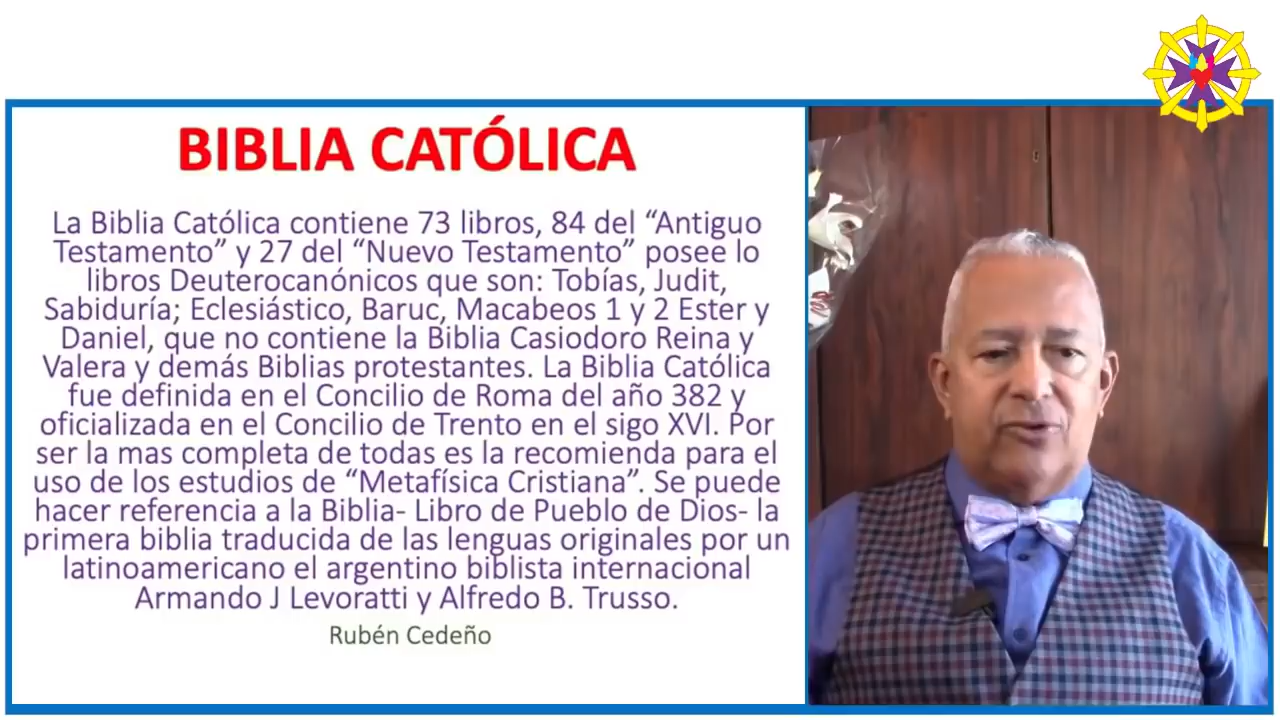 BIBLIA CATÓLICA
La Biblia Católica contiene 73 libros, 84 del “Antiguo
Testamento” y 27 del “Nuevo Testamento” posee lo
libros Deuterocanónicos que son: Tobías, Judit,
Sabiduría; Eclesiástico, Baruc, Macabeos 1 y 2 Ester y
Daniel, que no contiene la Biblia Casiodoro Reina y
Valera y demás Biblias protestantes. La Biblia Católica
fue definida en el Concilio de Roma del año 382 y
oficializada en el Concilio de Trento en el sigo XVI. Por
ser la mas completa de todas es la recomienda para el
uso de los estudios de “Metafísica Cristiana”. Se puede
hacer referencia a la Biblia- Libro de Pueblo de Dios- la
primera biblia traducida de las lenguas originales por un
latinoamericano el argentino biblista internacional
Armando J Levoratti y Alfredo B. Trusso.
Rubén Cedeño